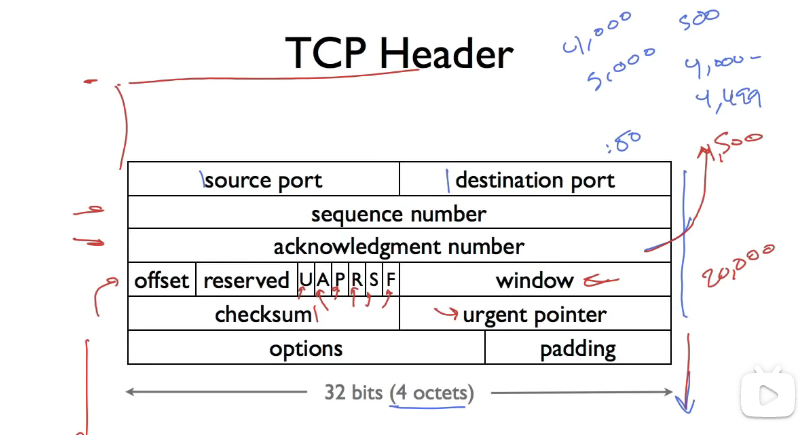 TCP Header
41,000 500
5,000 4,000-
4,499
:80 4,500
source port destination port
sequence number
acknowledgment number
offset reserved U A P R S F window
20,000
checksum urgent pointer
options padding
32 bits (4 octets)